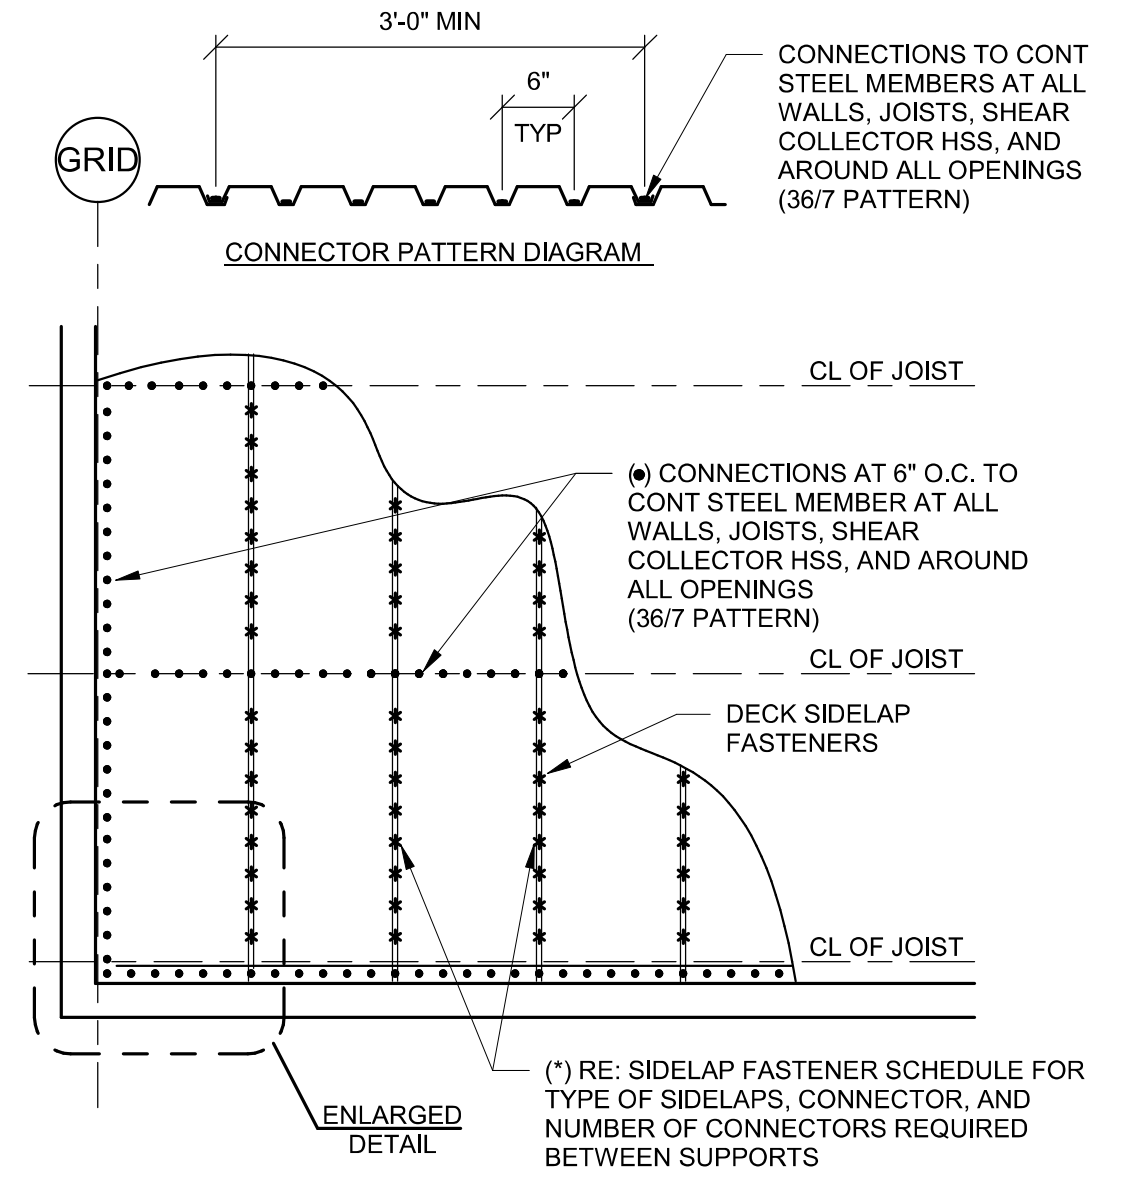 3'-0" MIN
6"
TYP
CONNECTIONS TO CONT
STEEL MEMBERS AT ALL
WALLS, JOISTS, SHEAR
COLLECTOR HSS, AND
AROUND ALL OPENINGS
(36/7 PATTERN)
GRID
CONNECTOR PATTERN DIAGRAM
CL OF JOIST
(●) CONNECTIONS AT 6" O.C. TO
CONT STEEL MEMBER AT ALL
WALLS, JOISTS, SHEAR
COLLECTOR HSS, AND AROUND
ALL OPENINGS
(36/7 PATTERN)
CL OF JOIST
DECK SIDELAP
FASTENERS
CL OF JOIST
(*) RE: SIDELAP FASTENER SCHEDULE FOR
TYPE OF SIDELAPS, CONNECTOR, AND
NUMBER OF CONNECTORS REQUIRED
BETWEEN SUPPORTS
ENLARGED
DETAIL